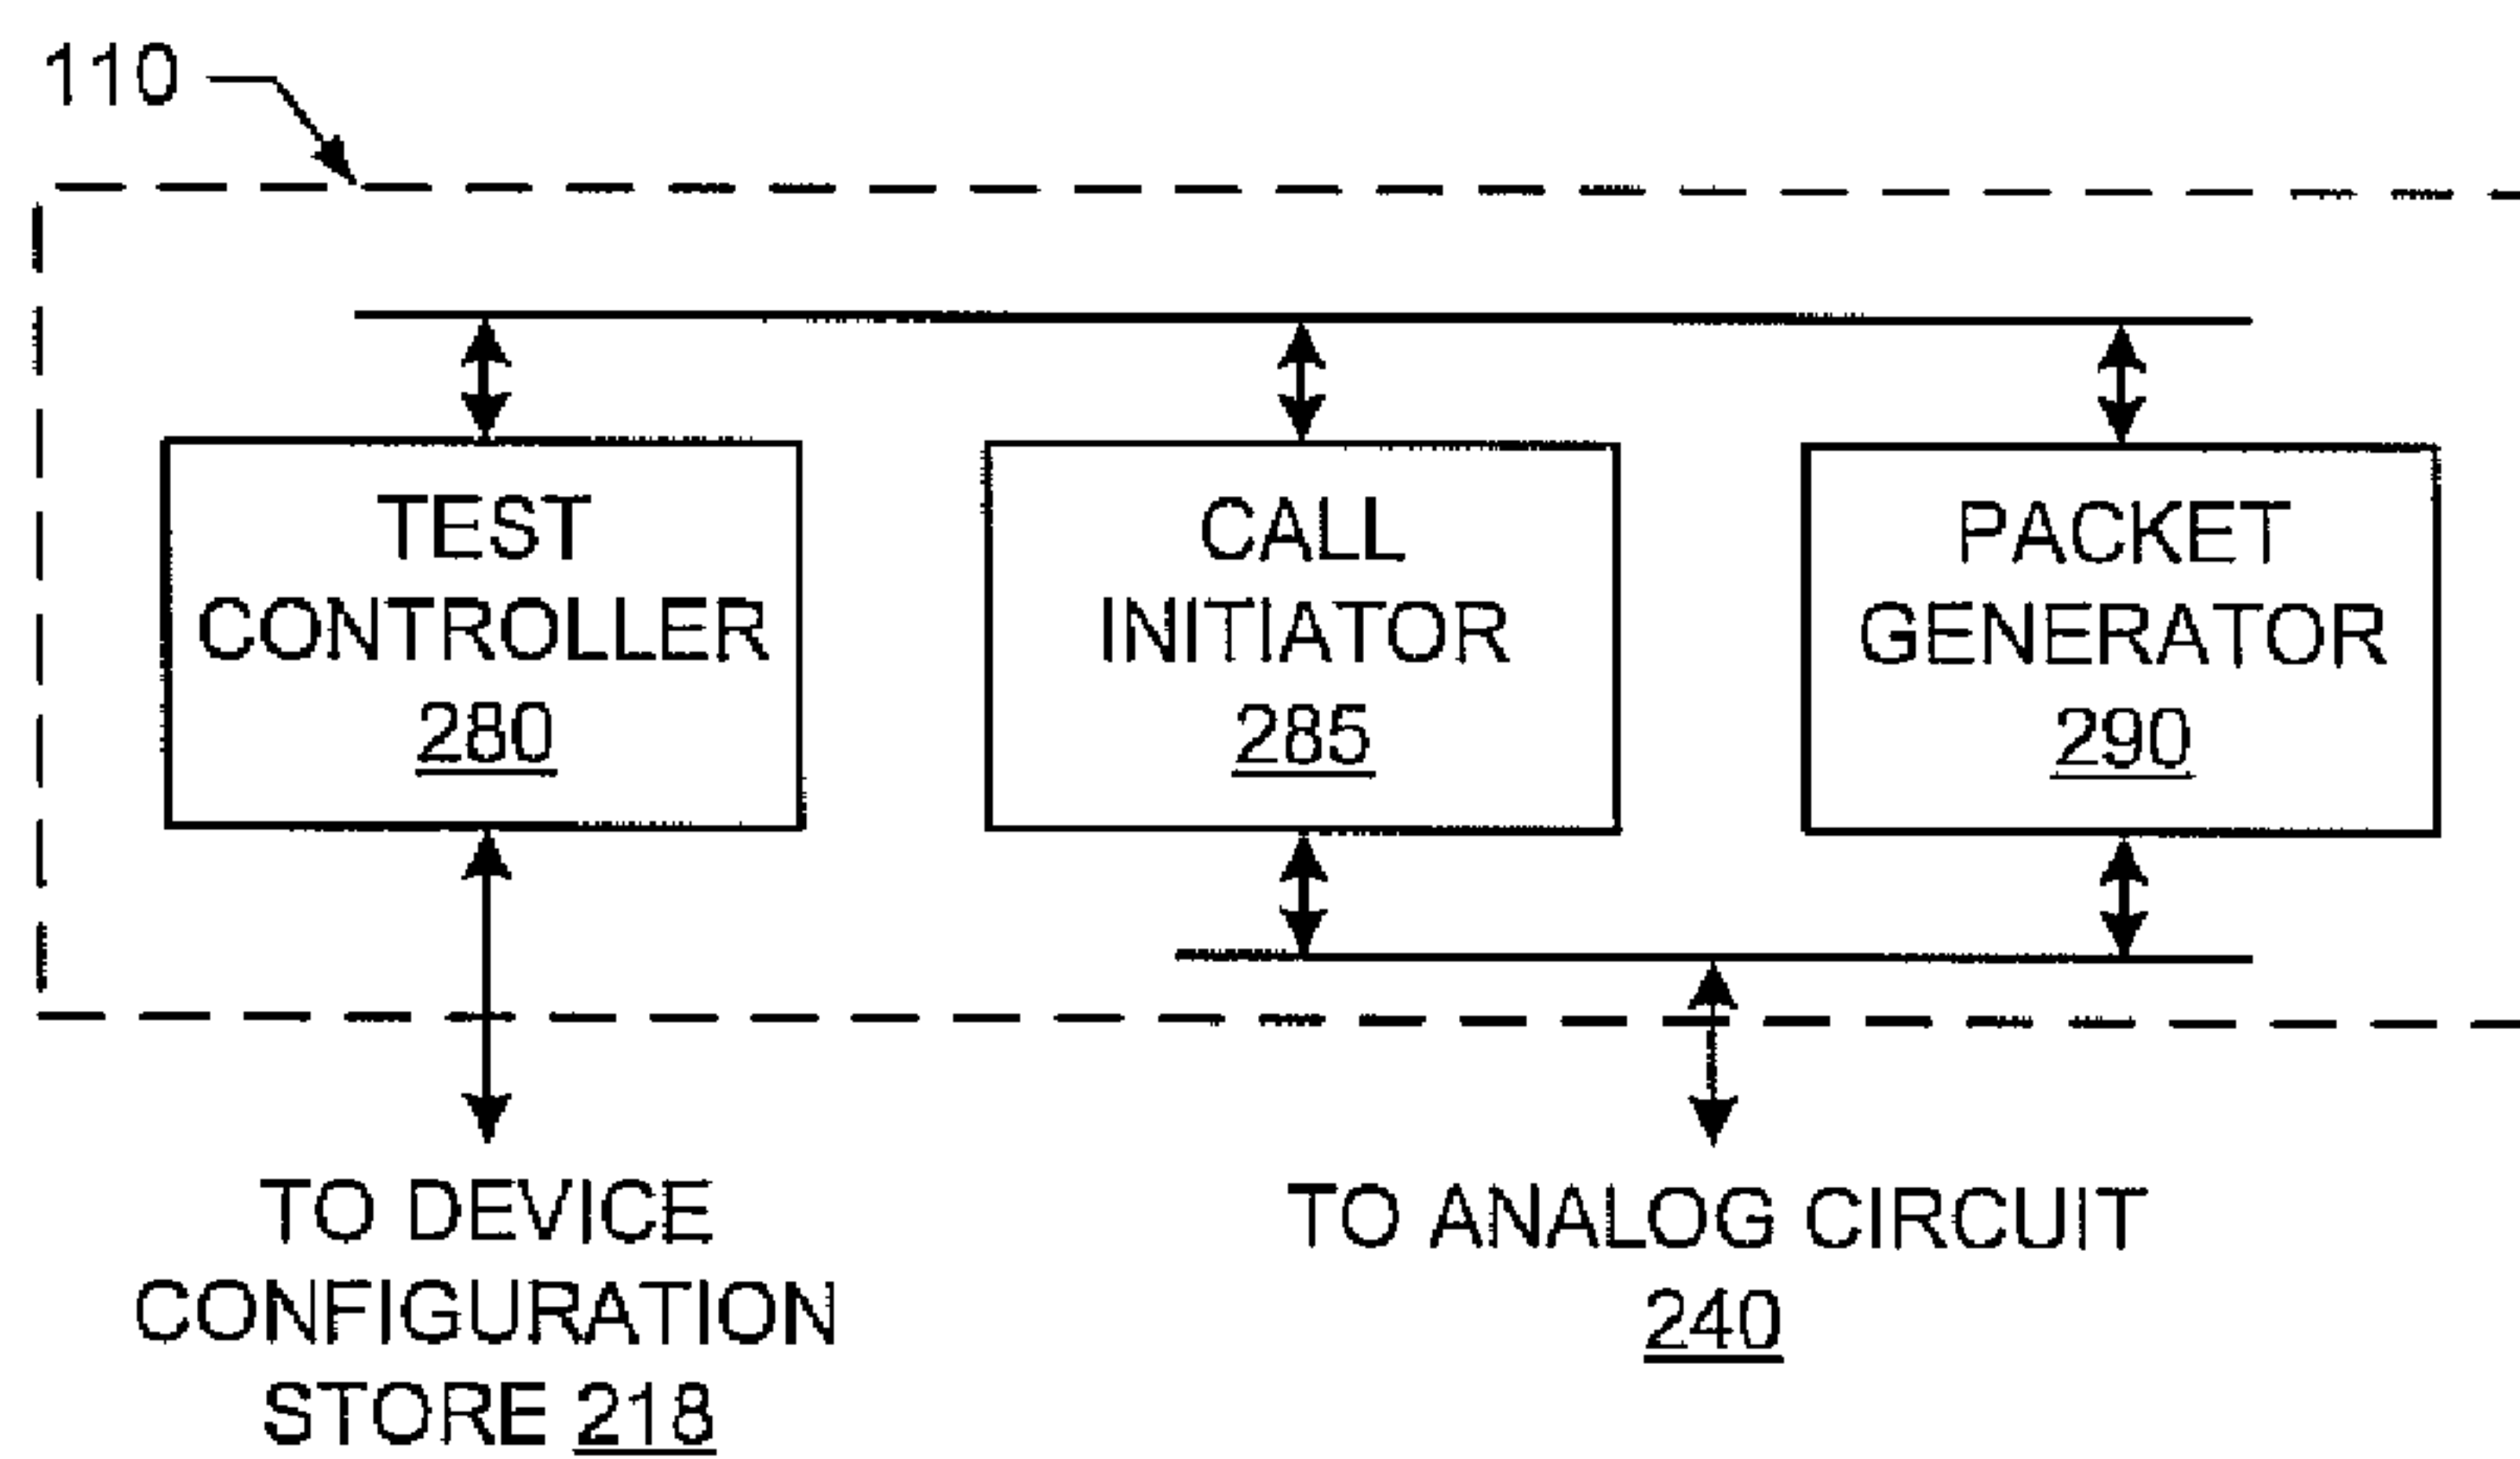 110
TEST
CONTROLLER
280
CALL
INITIATOR
285
PACKET
GENERATOR
290
TO DEVICE
CONFIGURATION
STORE 218
TO ANALOG CIRCUIT
240